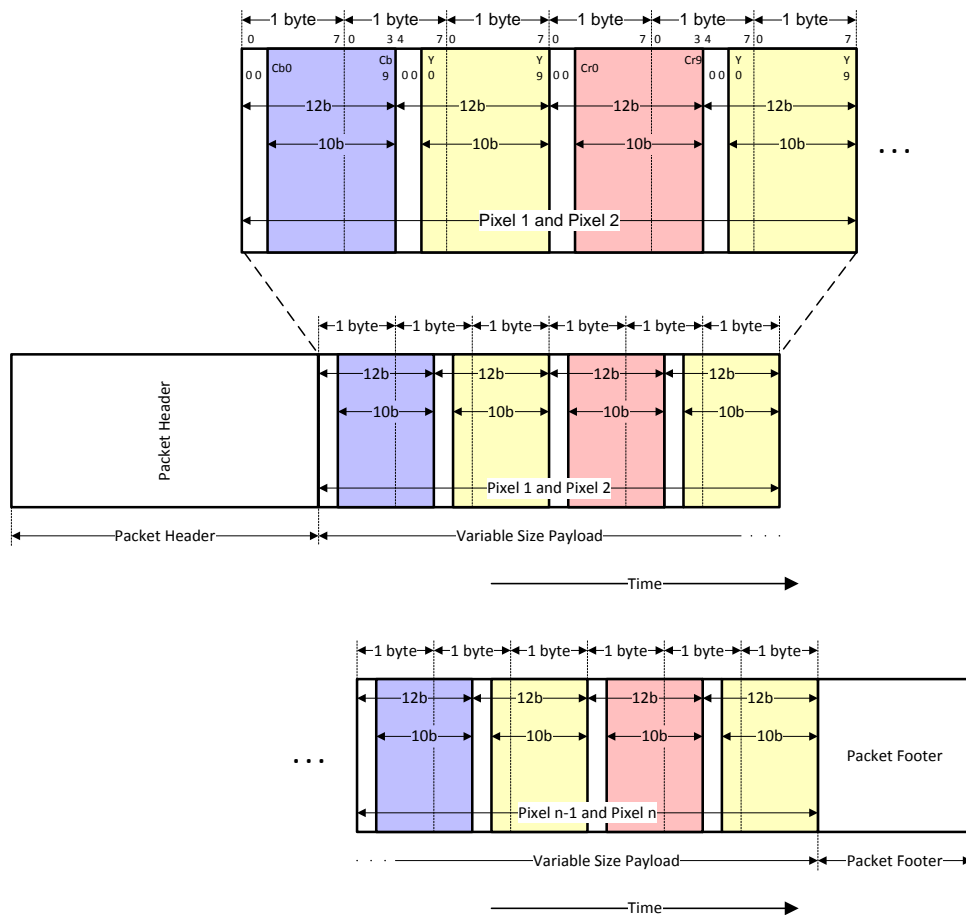 1 byte 1 byte 1 byte 1 byte 1 byte 1 byte
0 7 0 3 4 7 0 7 0 7 0 3 4 7 0 7
0 0 Cb0 Cb 9 0 0 Y 0 Y 9 0 0 Cr0 Cr9 0 0 Y 0 Y 9
12b 12b 12b 12b
10b 10b 10b 10b
. . .
Pixel 1 and Pixel 2
1 byte 1 byte 1 byte 1 byte 1 byte 1 byte
Packet Header
12b 12b 12b 12b
10b 10b 10b 10b
Pixel 1 and Pixel 2
Packet Header Variable Size Payload . . .
Time
1 byte 1 byte 1 byte 1 byte 1 byte 1 byte
12b 12b 12b 12b
10b 10b 10b 10b
. . .
Packet Footer
Pixel n-1 and Pixel n
. . . Variable Size Payload Packet Footer
Time